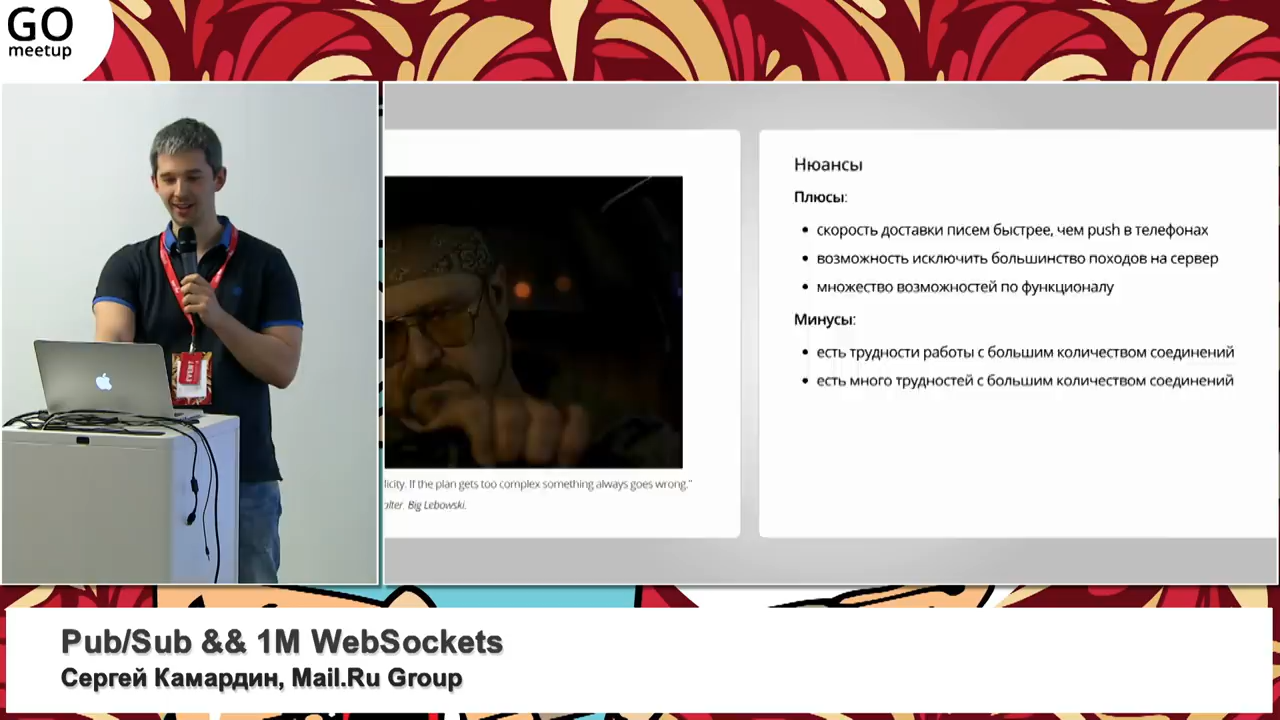 GO
meetup
licity. If the plan gets too complex something always goes wrong."
alter. Big Lebowski.
Нюансы
Плюсы:
• скорость доставки писем быстрее, чем push в телефонах
• возможность исключить большинство походов на сервер
• множество возможностей по функционалу
Минусы:
• есть трудности работы с большим количеством соединений
• есть много трудностей с большим количеством соединений
EVENT
Pub/Sub && 1M WebSockets
Сергей Камардин, Mail.Ru Group